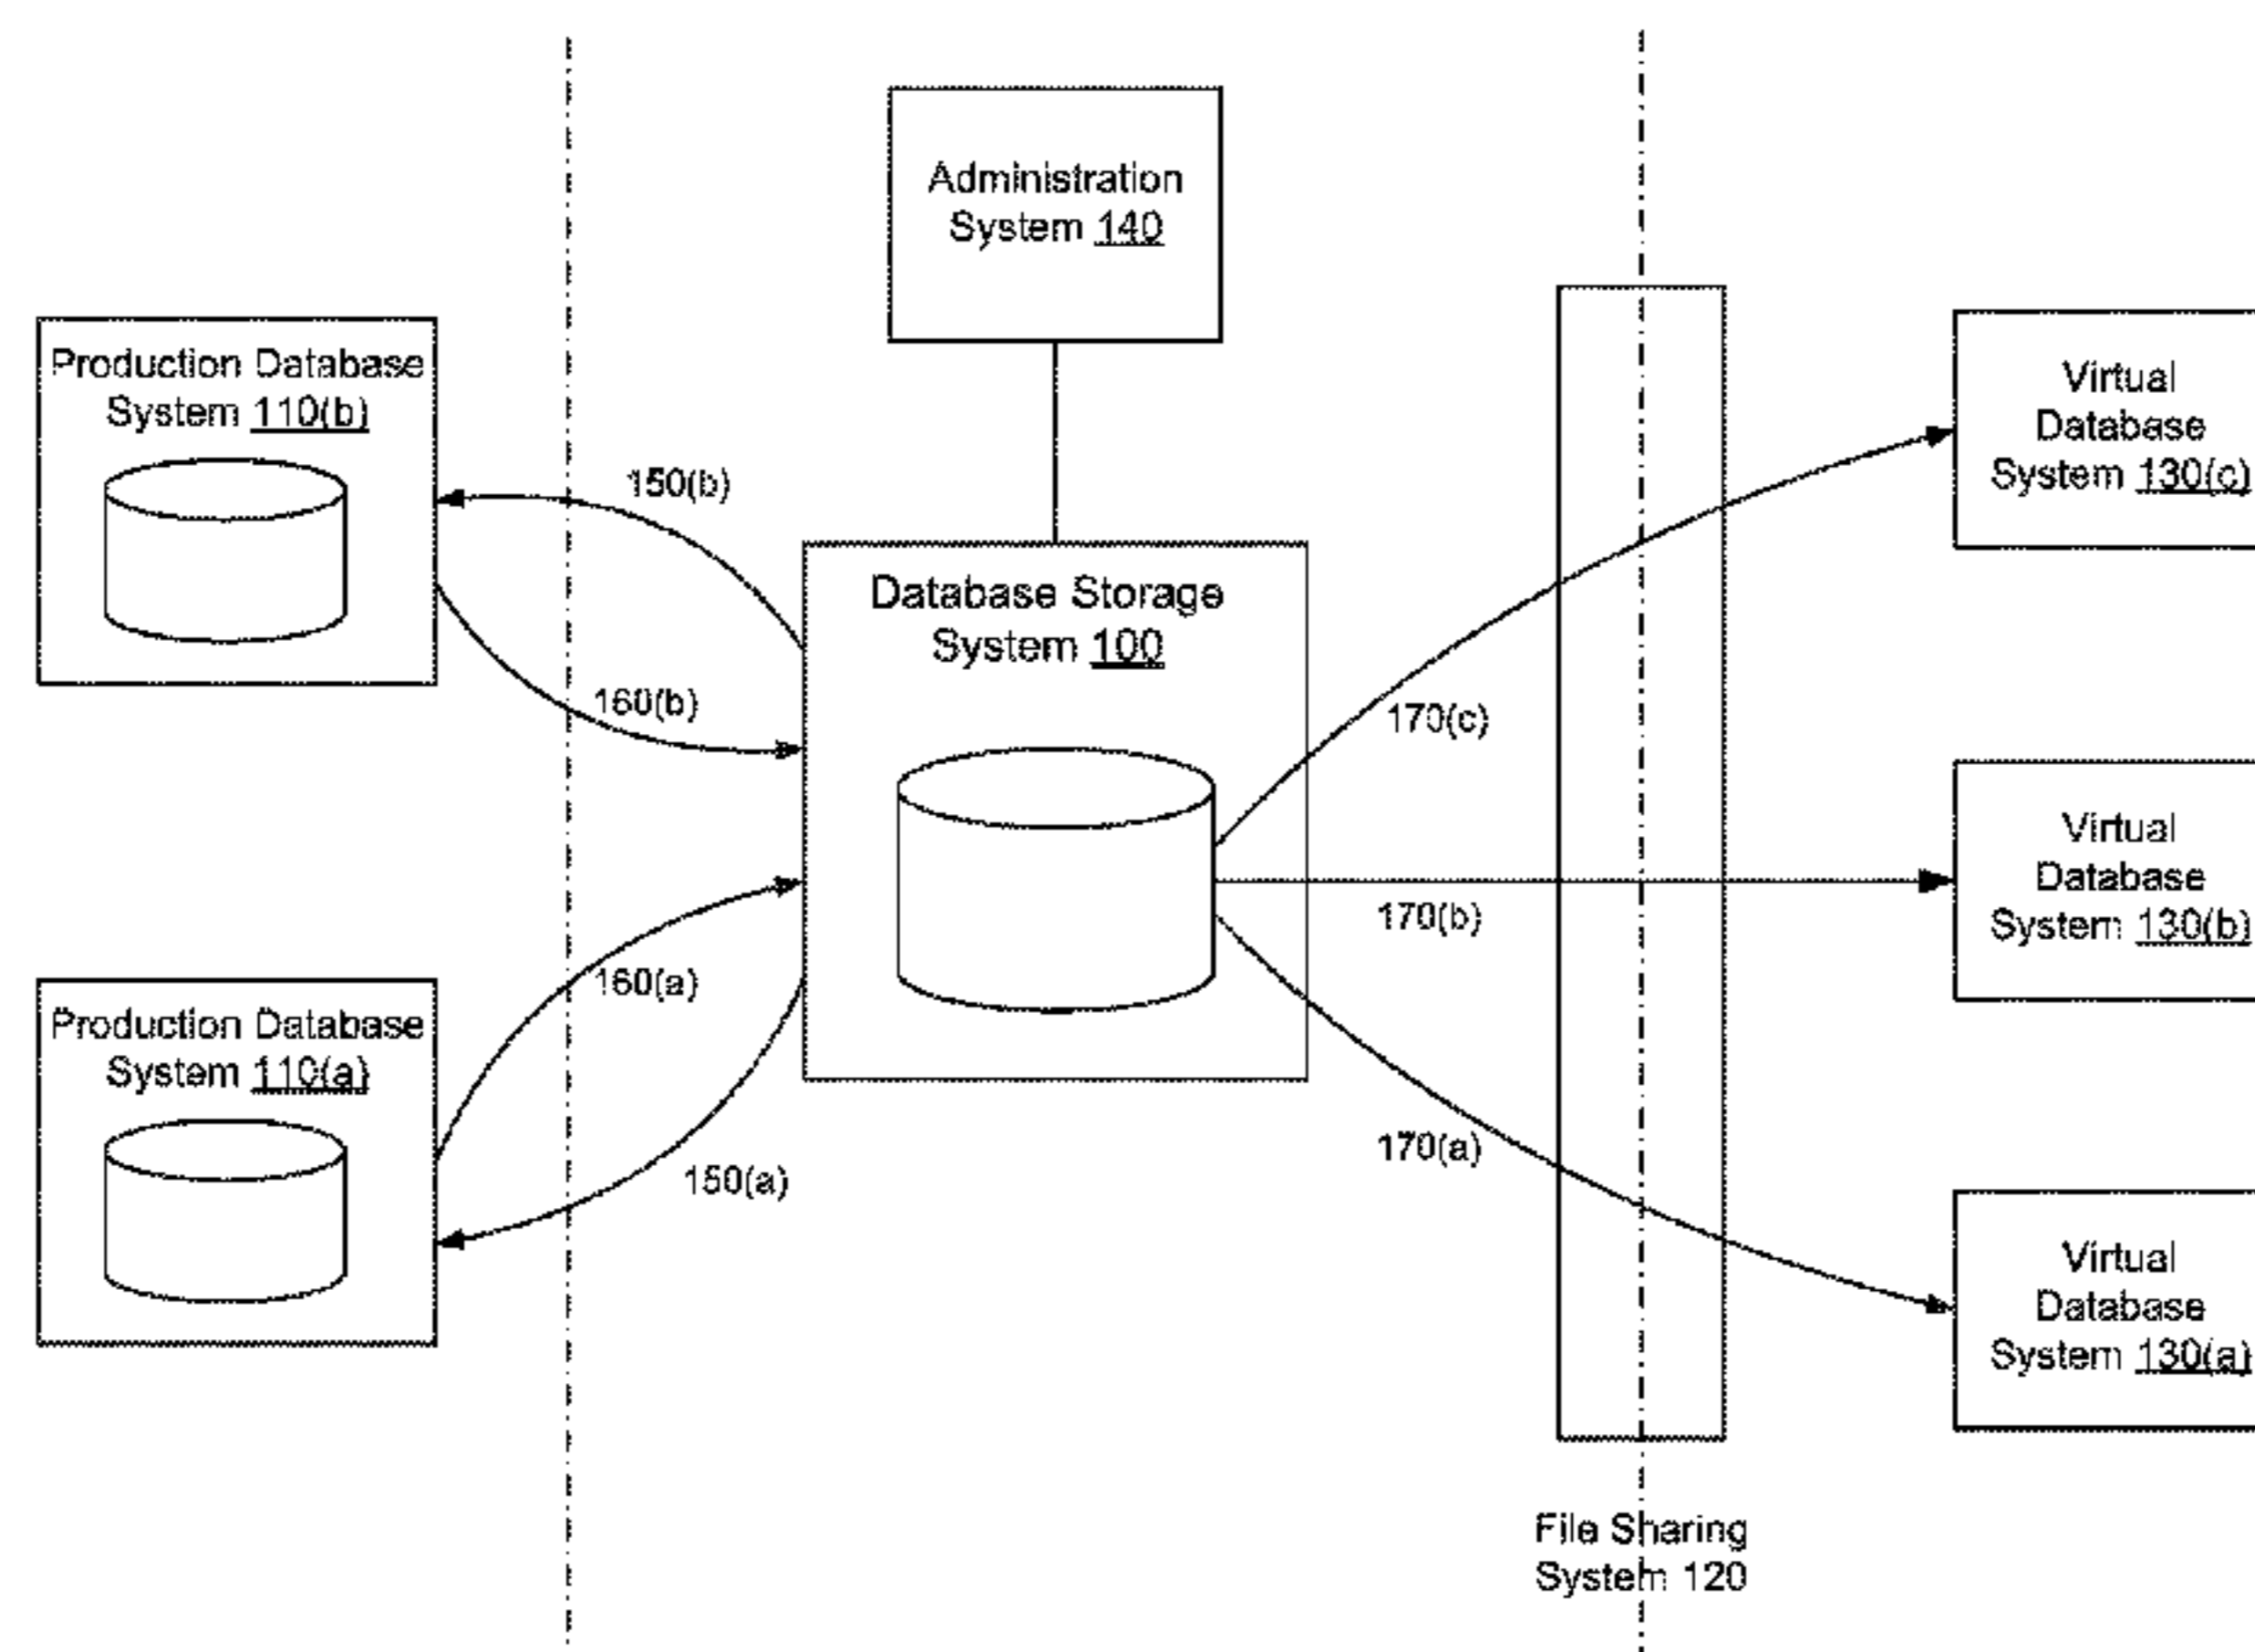 Administration
System 140
Production Database
System 110(b)
150(b)
160(b)
Database Storage
System 100
Virtual
Database
System 130(c)
170(c)
Virtual
Database
System 130(b)
170(b)
160(a)
Production Database
System 110(a)
150(a)
170(a)
Virtual
Database
System 130(a)
File Sharing
System 120